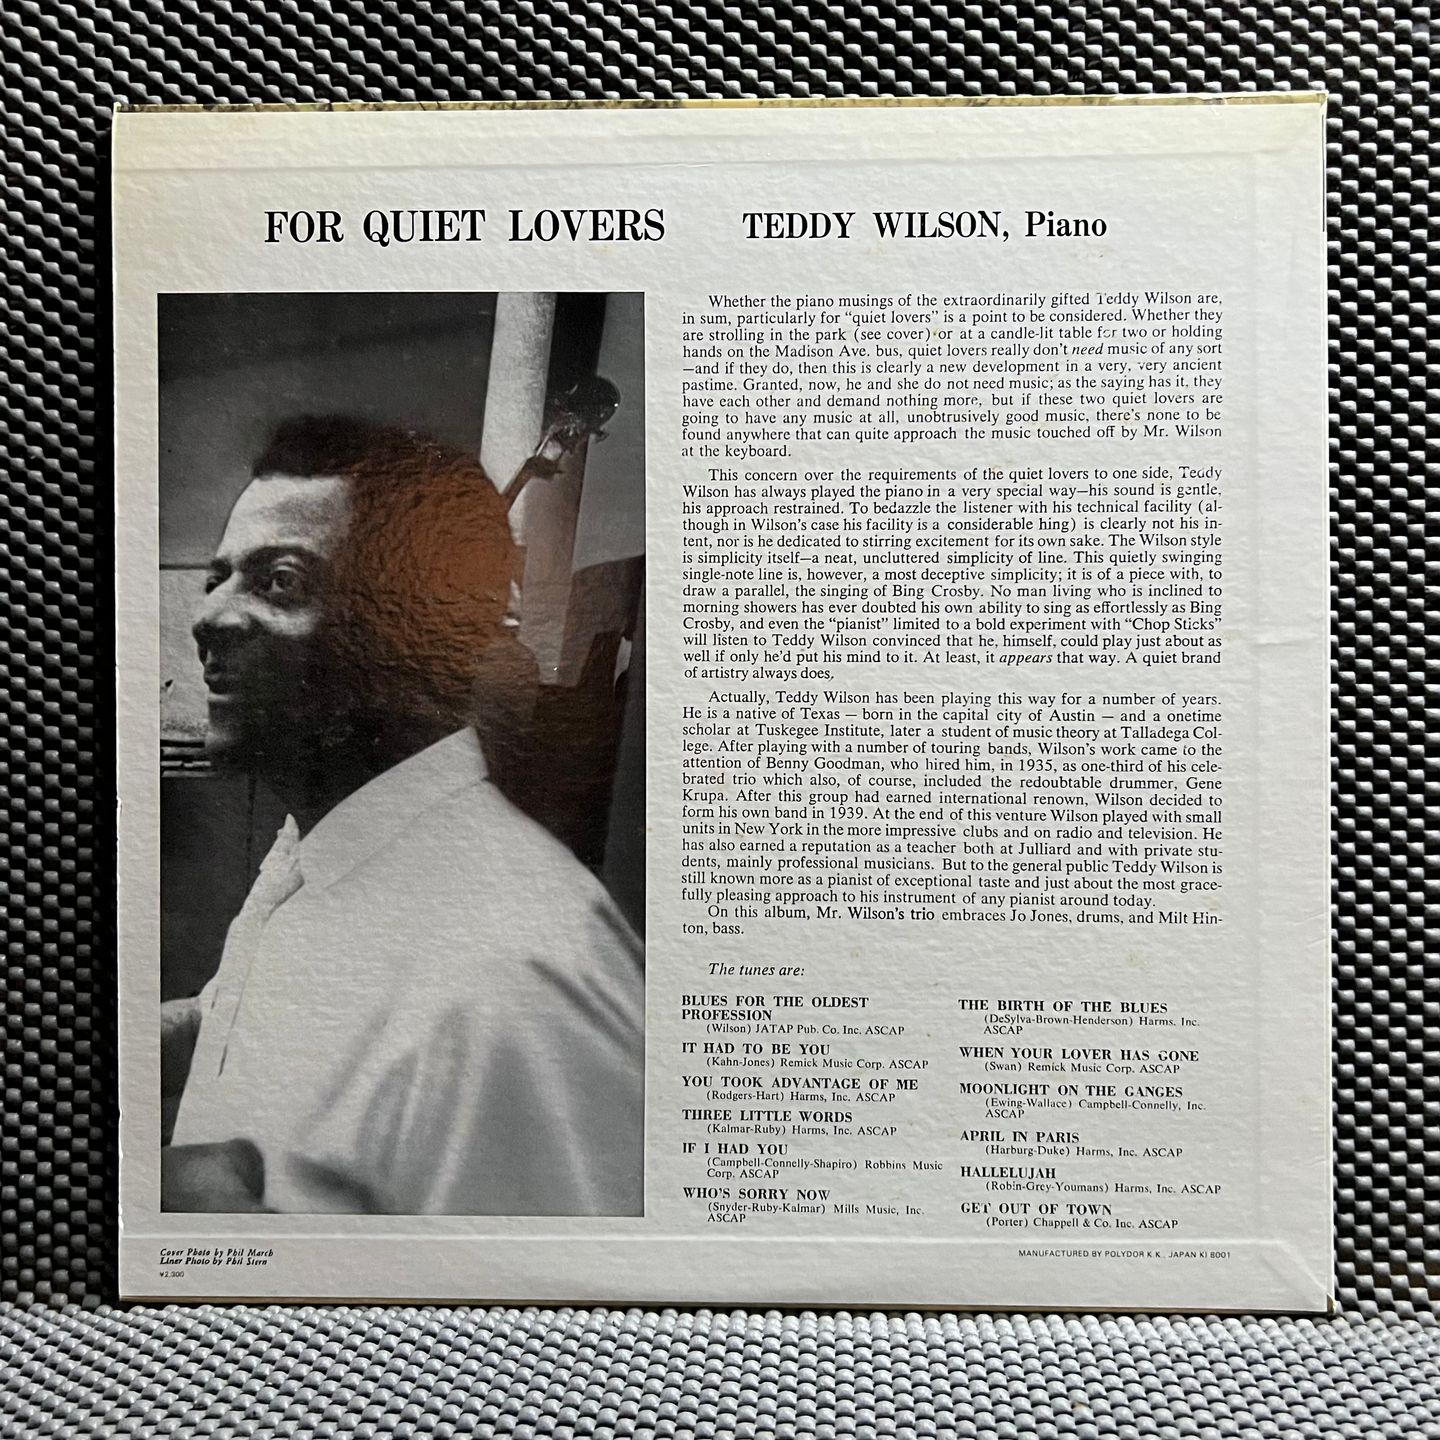 FOR QUIET LOVERS TEDDY WILSON, Piano
Whether the piano musings of the extraordinarily gifted Teddy Wilson are,
in sum, particularly for “quiet lovers” is a point to be considered. Whether they
are strolling in the park (see cover) or at a candle-lit table for two or holding
hands on the Madison Ave. bus, quiet lovers really don't need music of any sort
—and if they do, then this is clearly a new development in a very, very ancient
pastime. Granted, now, he and she do not need music; as the saying has it, they
have each other and demand nothing more, but if these two quiet lovers are
going to have any music at all, unobtrusively good music, there's none to be
found anywhere that can quite approach the music touched off by Mr. Wilson
at the keyboard.
This concern over the requirements of the quiet lovers to one side, Teddy
Wilson has always played the piano in a very special way—his sound is gentle,
his approach restrained. To bedazzle the listener with his technical facility (al-
though in Wilson's case his facility is a considerable hing) is clearly not his in-
tent, nor is he dedicated to stirring excitement for its own sake. The Wilson style
is simplicity itself—a neat, uncluttered simplicity of line. This quietly swinging
single-note line is, however, a most deceptive simplicity; it is of a piece with, to
draw a parallel, the singing of Bing Crosby. No man living who is inclined to
morning showers has ever doubted his own ability to sing as effortlessly as Bing
Crosby, and even the “pianist” limited to a bold experiment with “Chop Sticks”
will listen to Teddy Wilson convinced that he, himself, could play just about as
well if only he'd put his mind to it. At least, it appears that way. A quiet brand
of artistry always does.
Actually, Teddy Wilson has been playing this way for a number of years.
He is a native of Texas — born in the capital city of Austin — and a onetime
scholar at Tuskegee Institute, later a student of music theory at Talladega Col-
lege. After playing with a number of touring bands, Wilson's work came to the
attention of Benny Goodman, who hired him, in 1935, as one-third of his cele-
brated trio which also, of course, included the redoubtable drummer, Gene
Krupa. After this group had earned international renown, Wilson decided to
form his own band in 1939. At the end of this venture Wilson played with small
units in New York in the more impressive clubs and on radio and television. He
has also earned a reputation as a teacher both at Julliard and with private stu-
dents, mainly professional musicians. But to the general public Teddy Wilson is
still known more as a pianist of exceptional taste and just about the most grace-
fully pleasing approach to his instrument of any pianist around today.
On this album, Mr. Wilson's trio embraces Jo Jones, drums, and Milt Hin-
ton, bass.
The tunes are:
BLUES FOR THE OLDEST
PROFESSION
(Wilson) JATAP Pub. Co. Inc. ASCAP
IT HAD TO BE YOU
(Kahn-Jones) Remick Music Corp. ASCAP
YOU TOOK ADVANTAGE OF ME
(Rodgers-Hart) Harms, Inc. ASCAP
THREE LITTLE WORDS
(Kalmar-Ruby) Harms, Inc. ASCAP
IF I HAD YOU
(Campbell-Connelly-Shapiro) Robbins Music
Corp. ASCAP
WHO'S SORRY NOW
(Snyder-Ruby-Kalmar) Mills Music, Inc.
ASCAP
THE BIRTH OF THE BLUES
(DeSylva-Brown-Henderson) Harms, Inc.
ASCAP
WHEN YOUR LOVER HAS GONE
(Swan) Remick Music Corp. ASCAP
MOONLIGHT ON THE GANGES
(Ewing-Wallace) Campbell-Connelly, Inc.
ASCAP
APRIL IN PARIS
(Harburg-Duke) Harms, Inc. ASCAP
HALLELUJAH
(Robin-Grey-Youmans) Harms, Inc. ASCAP
GET OUT OF TOWN
(Porter) Chappell & Co. Inc. ASCAP
Cover Photo by Phil March
Liner Photo by Phil Stern
¥2,300
MANUFACTURED BY POLYDOR K.K., JAPAN KI 8001